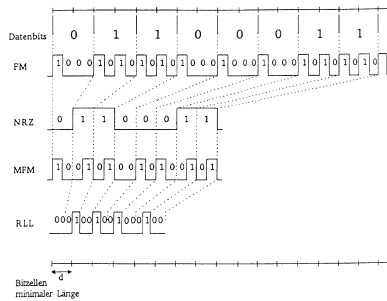 Datenbits 0 1 1 0 0 0 1 1
FM 1 0 0 0 1 0 1 0 1 0 1 0 1 0 0 0 1 0 0 0 1 0 0 0 1 0 1 0 1 0 1 0
NRZ 0 1 1 0 0 0 1 1
MFM 1 0 0 1 0 1 0 0 1 0 1 0 0 1 0 1
RLL 0 0 0 1 0 0 1 0 0 1 0 0 0 1 0 0
d
Bitzellen
minimaler Länge